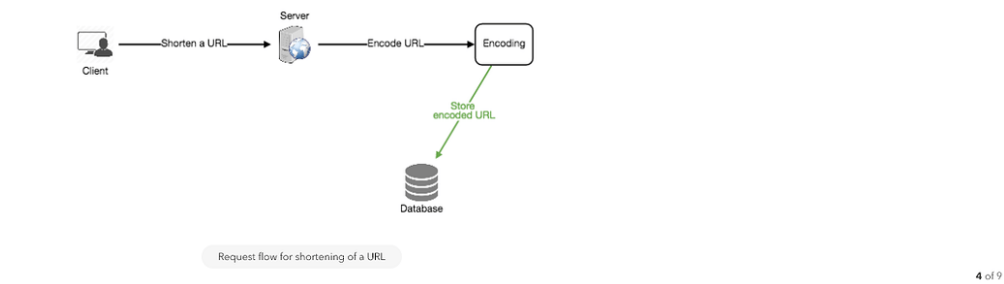 Server
Shorten a URL
Encode URL
Encoding
Client
Store
encoded URL
Database
Request flow for shortening of a URL
4 of 9